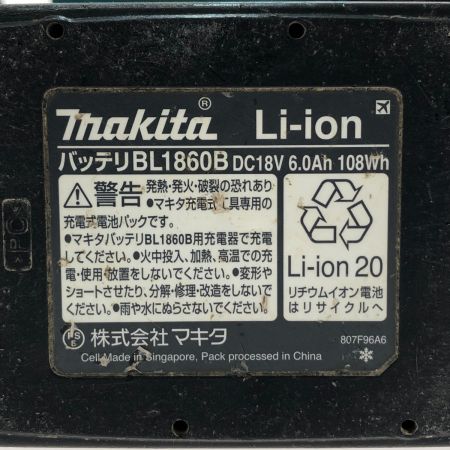 makita® Li-ion
バッテリBL1860B DC18V 6.0Ah 108Wh
警告 発熱・発火・破裂の恐れあり
●マキタ充電式工具専用の
充電式電池パックです。
●マキタバッテリBL1860B用充電器で充電
してください。●火中投入、加熱、高温での充
電・使用・放置をしないでください。●変形や
ショートさせたり、分解・修理・改造をしないで
ください。●雨や水にぬらさないでください。
Li-ion 20
リチウムイオン電池
はリサイクルへ
株式会社マキタ
Cell Made in Singapore, Pack processed in China
807F96A6
>PC<